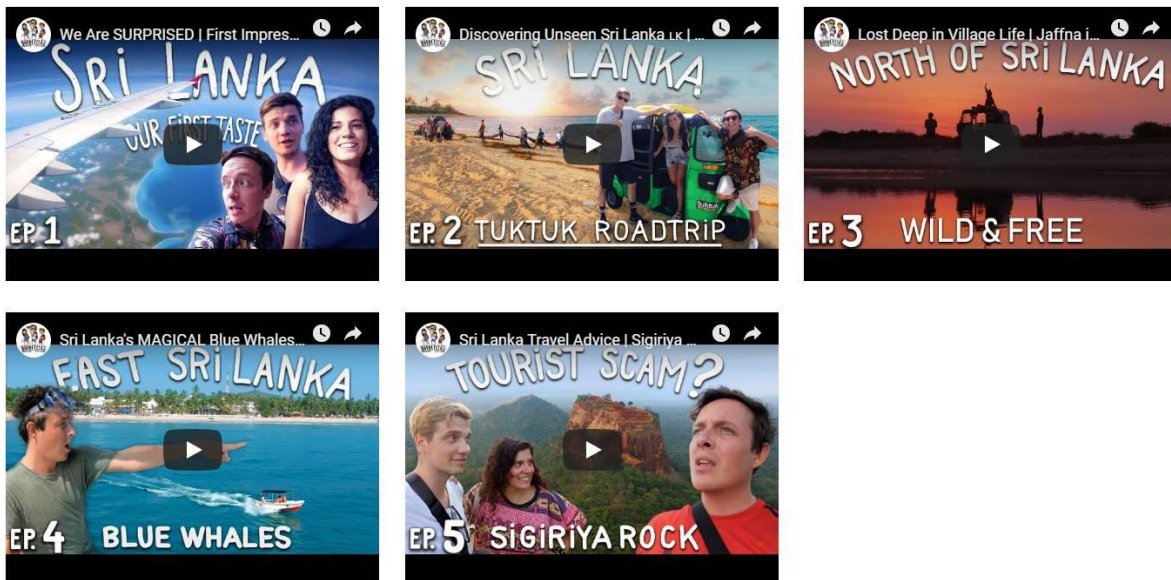 We Are SURPRISED | First Impres...
SRI LANKA
OUR FIRST TASTE
EP. 1
Discovering Unseen Sri Lanka ʟᴋ | ...
SRI LANKA
EP. 2 TUKTUK ROADTRIP
Lost Deep in Village Life | Jaffna i...
NORTH OF SRI LANKA
EP. 3 WILD & FREE
Sri Lanka's MAGICAL Blue Whales...
EAST SRI LANKA
EP. 4 BLUE WHALES
Sri Lanka Travel Advice | Sigiriya ...
TOURIST SCAM?
EP. 5 SIGIRIYA ROCK